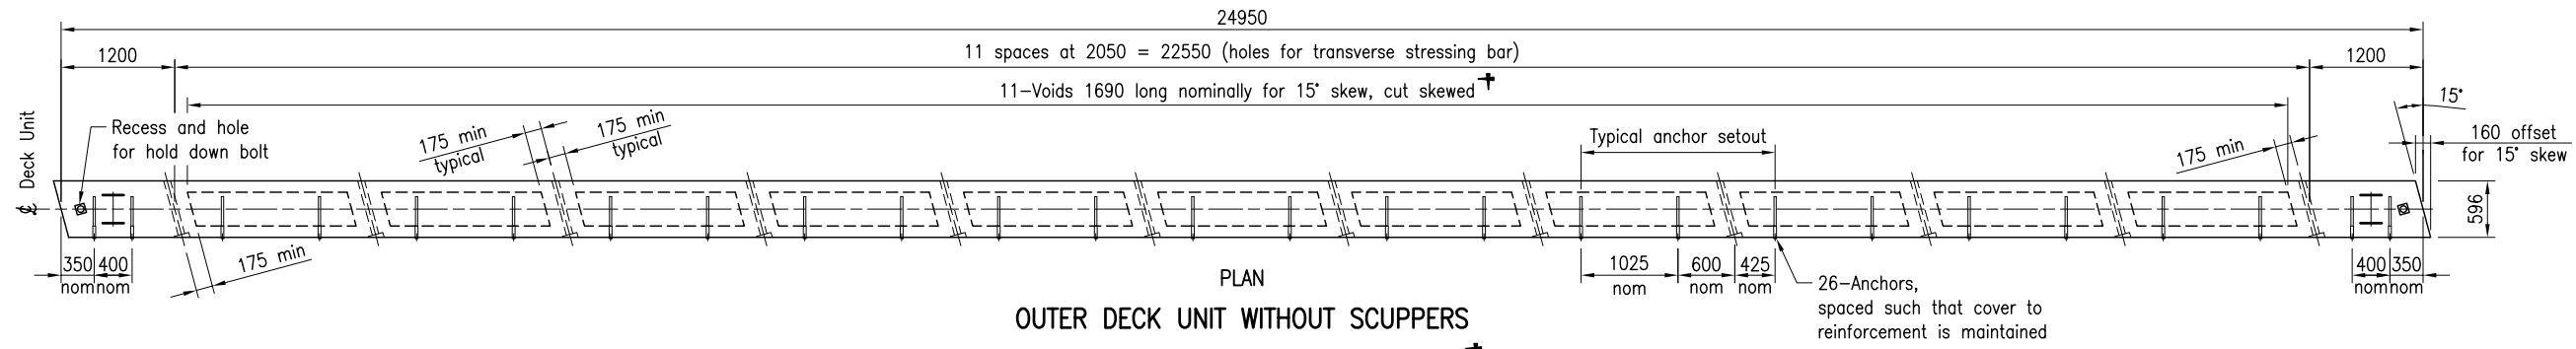 24950
1200
11 spaces at 2050 = 22550 (holes for transverse stressing bar)
1200
11-Voids 1690 long nominally for 15° skew, cut skewed †
15°
℄ Deck Unit
Recess and hole
for hold down bolt
175 min
typical
175 min
typical
Typical anchor setout
175 min
160 offset
for 15° skew
596
175 min
350
nom
400
nom
1025
nom
600
nom
425
nom
400
nom
350
nom
26-Anchors,
spaced such that cover to
reinforcement is maintained
PLAN
OUTER DECK UNIT WITHOUT SCUPPERS
†